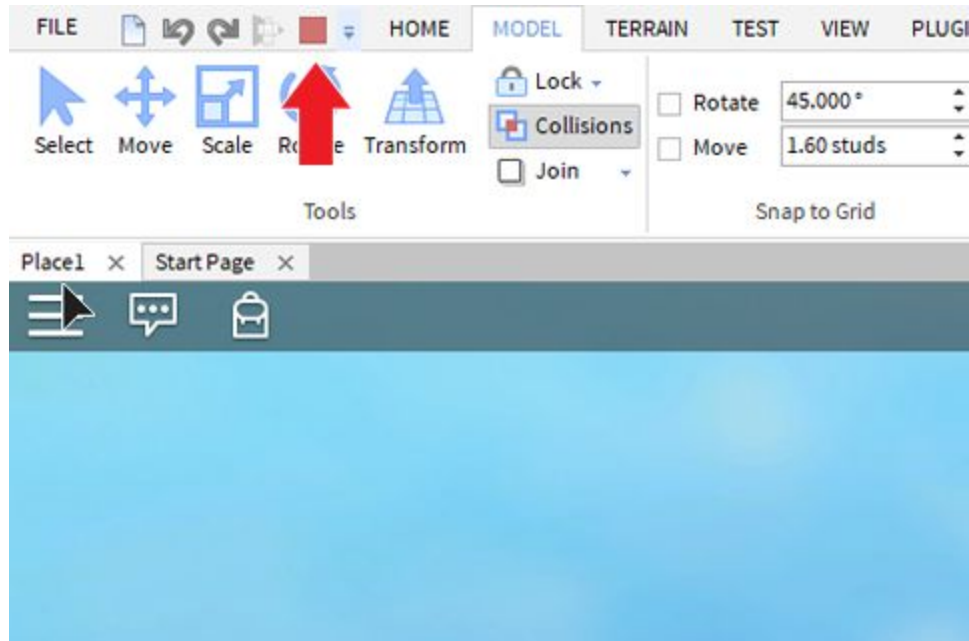 FILE HOME MODEL TERRAIN TEST VIEW
Lock
Rotate 45.000°
Collisions
Select Move Scale Transform
Move 1.60 studs
Join
Tools Snap to Grid
Place1 Start Page